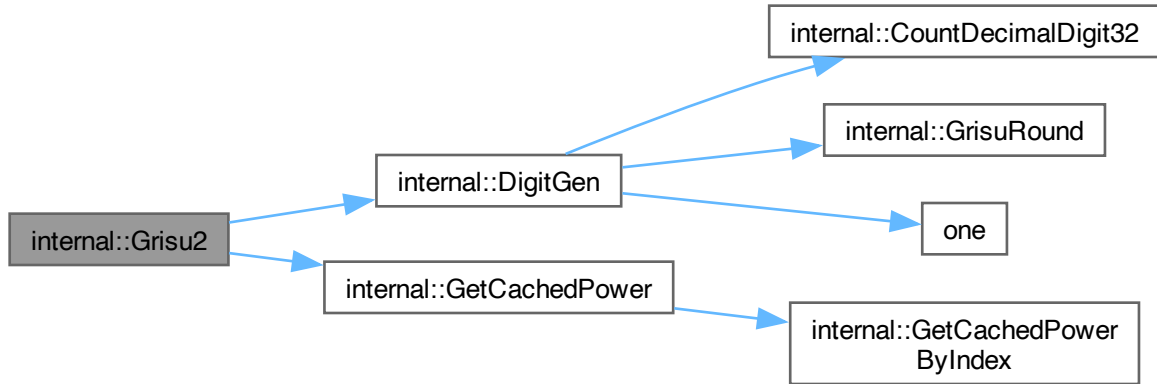 internal::CountDecimalDigit32
internal::GrisuRound
internal::DigitGen
one
internal::Grisu2
internal::GetCachedPower
internal::GetCachedPower
ByIndex